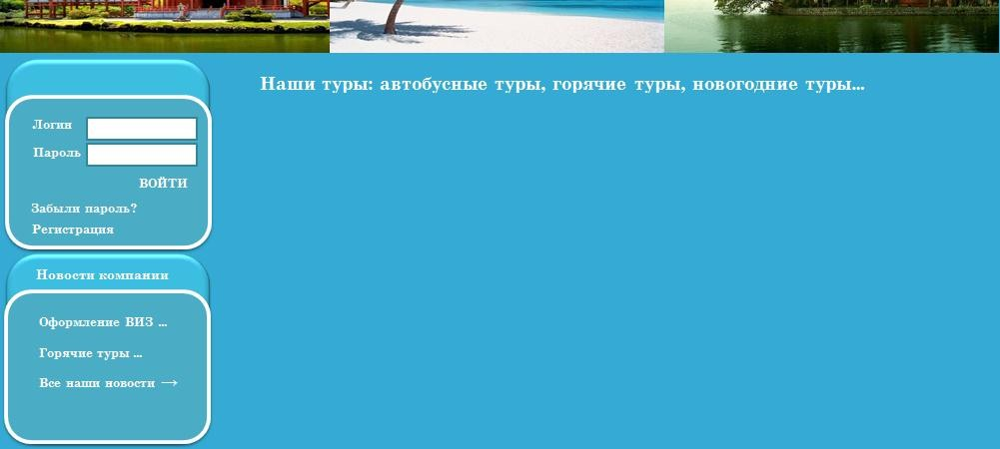 Наши туры: автобусные туры, горячие туры, новогодние туры...
Логин
Пароль
ВОЙТИ
Забыли пароль?
Регистрация
Новости компании
Оформление ВИЗ ...
Горячие туры ...
Все наши новости →